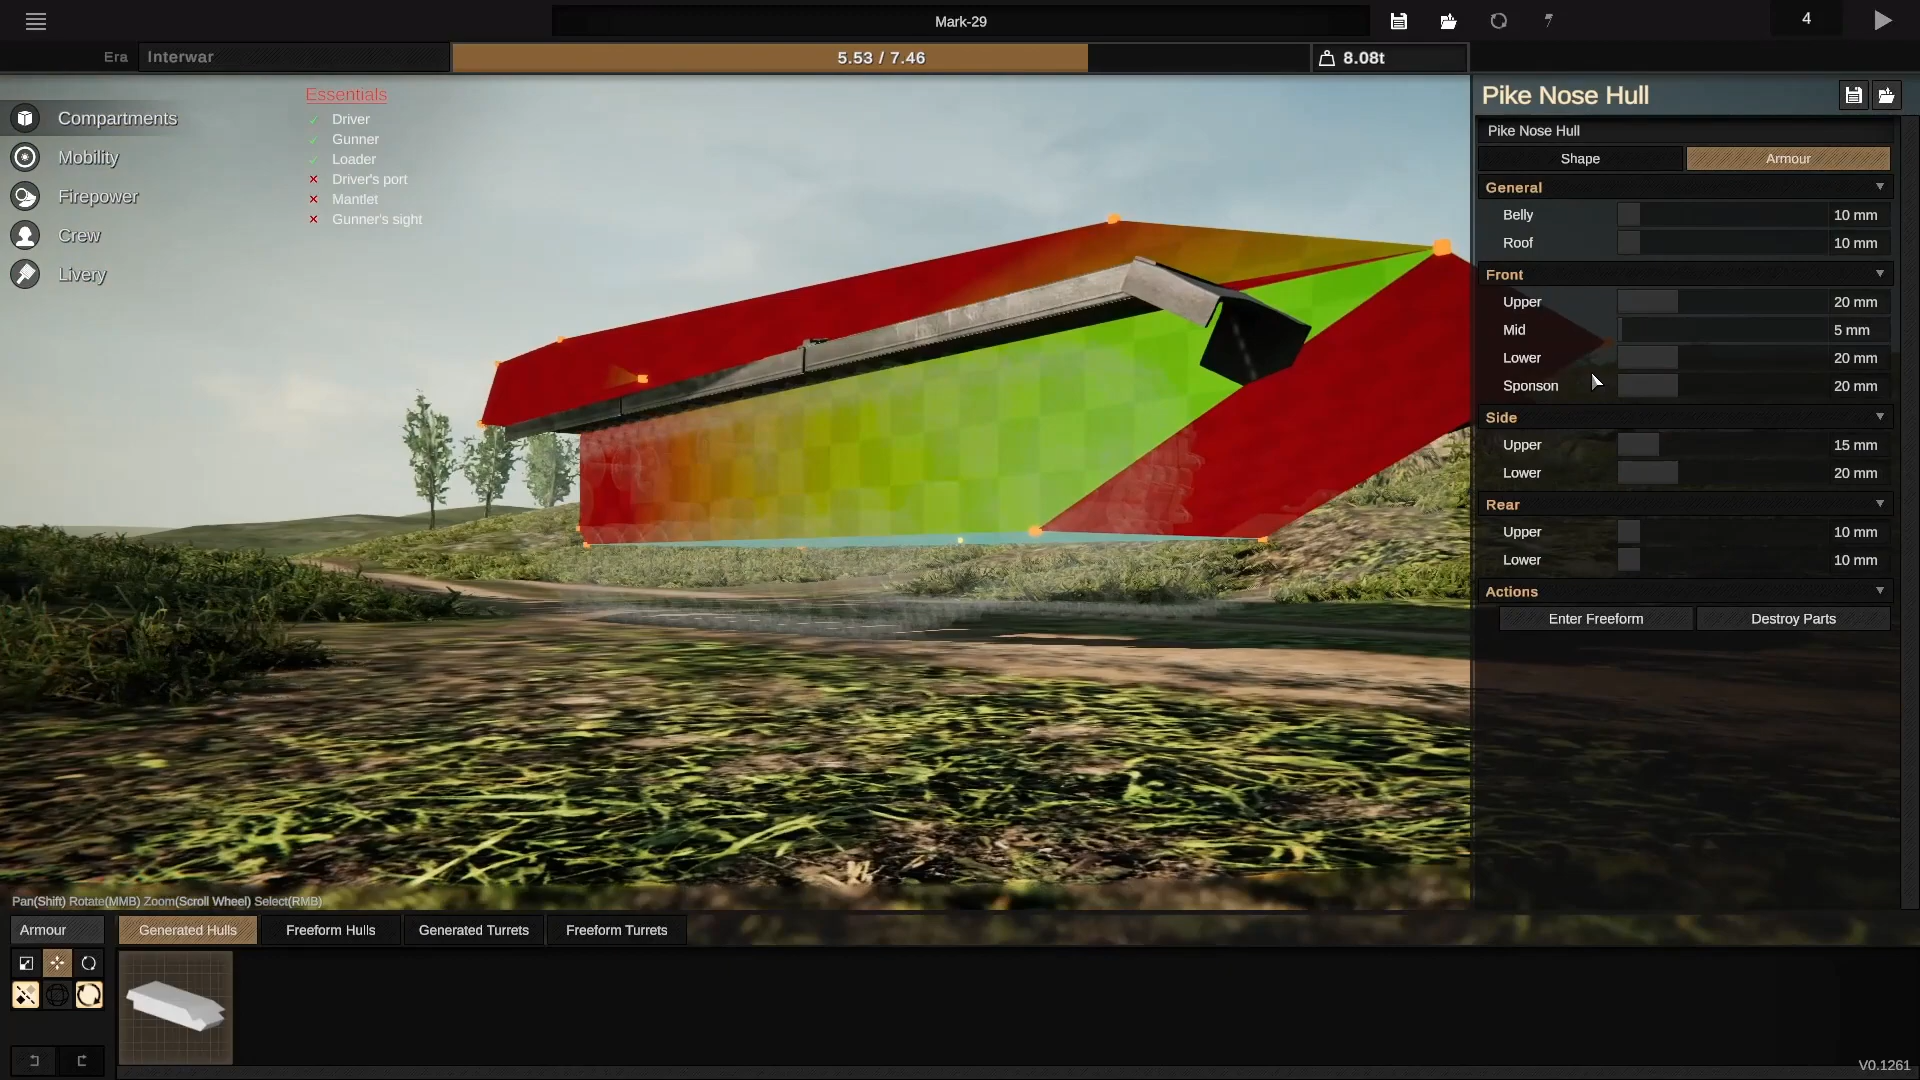 Mark-29
4
Era
Interwar
5.53 / 7.46
8.08t
Compartments
Mobility
Firepower
Crew
Livery
Essentials
Driver
Gunner
Loader
Driver's port
Mantlet
Gunner's sight
Pike Nose Hull
Pike Nose Hull
Shape
Armour
General
Belly 10 mm
Roof 10 mm
Front
Upper 20 mm
Mid 5 mm
Lower 20 mm
Sponson 20 mm
Side
Upper 15 mm
Lower 20 mm
Rear
Upper 10 mm
Lower 10 mm
Actions
Enter Freeform
Destroy Parts
Pan(Shift) Rotate(MMB) Zoom(Scroll Wheel) Select(RMB)
Armour
Generated Hulls
Freeform Hulls
Generated Turrets
Freeform Turrets
V0.1261